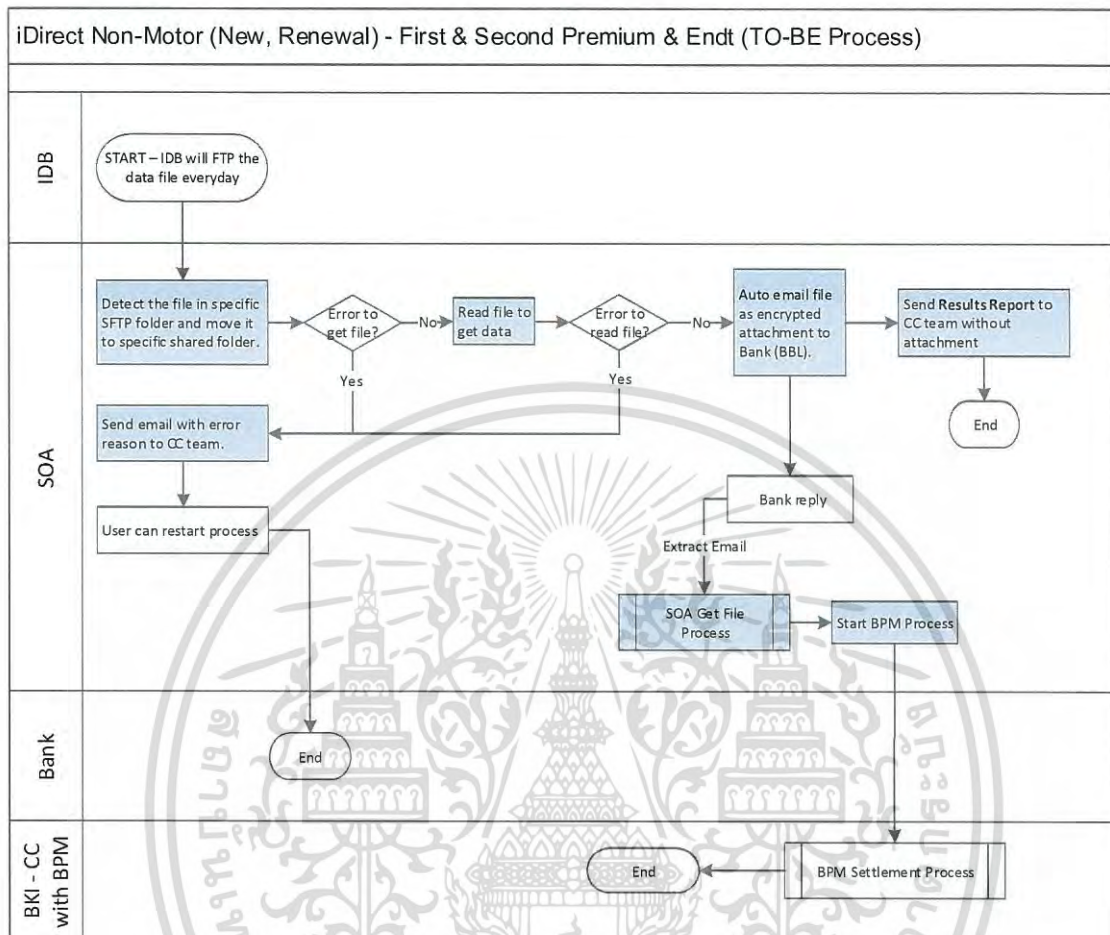 iDirect Non-Motor (New, Renewal) - First & Second Premium & Endt (TO-BE Process)
IDB
START – IDB will FTP the
data file everyday
SOA
Detect the file in specific
SFTP folder and move it
to specific shared folder.
Error to
get file?
No
Read file to
get data
Error to
read file?
No
Auto email file
as encrypted
attachment to
Bank (BBL).
Send Results Report to
CC team without
attachment
Yes
Yes
End
Send email with error
reason to CC team.
Bank reply
User can restart process
Extract Email
SOA Get File
Process
Start BPM Process
Bank
End
BKI - CC
with BPM
End
BPM Settlement Process